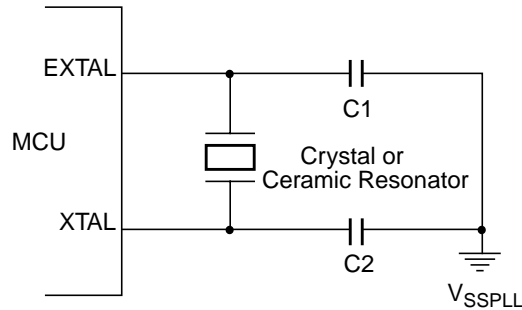 EXTAL
C1
MCU
Crystal or
Ceramic Resonator
XTAL
C2
VSSPLL